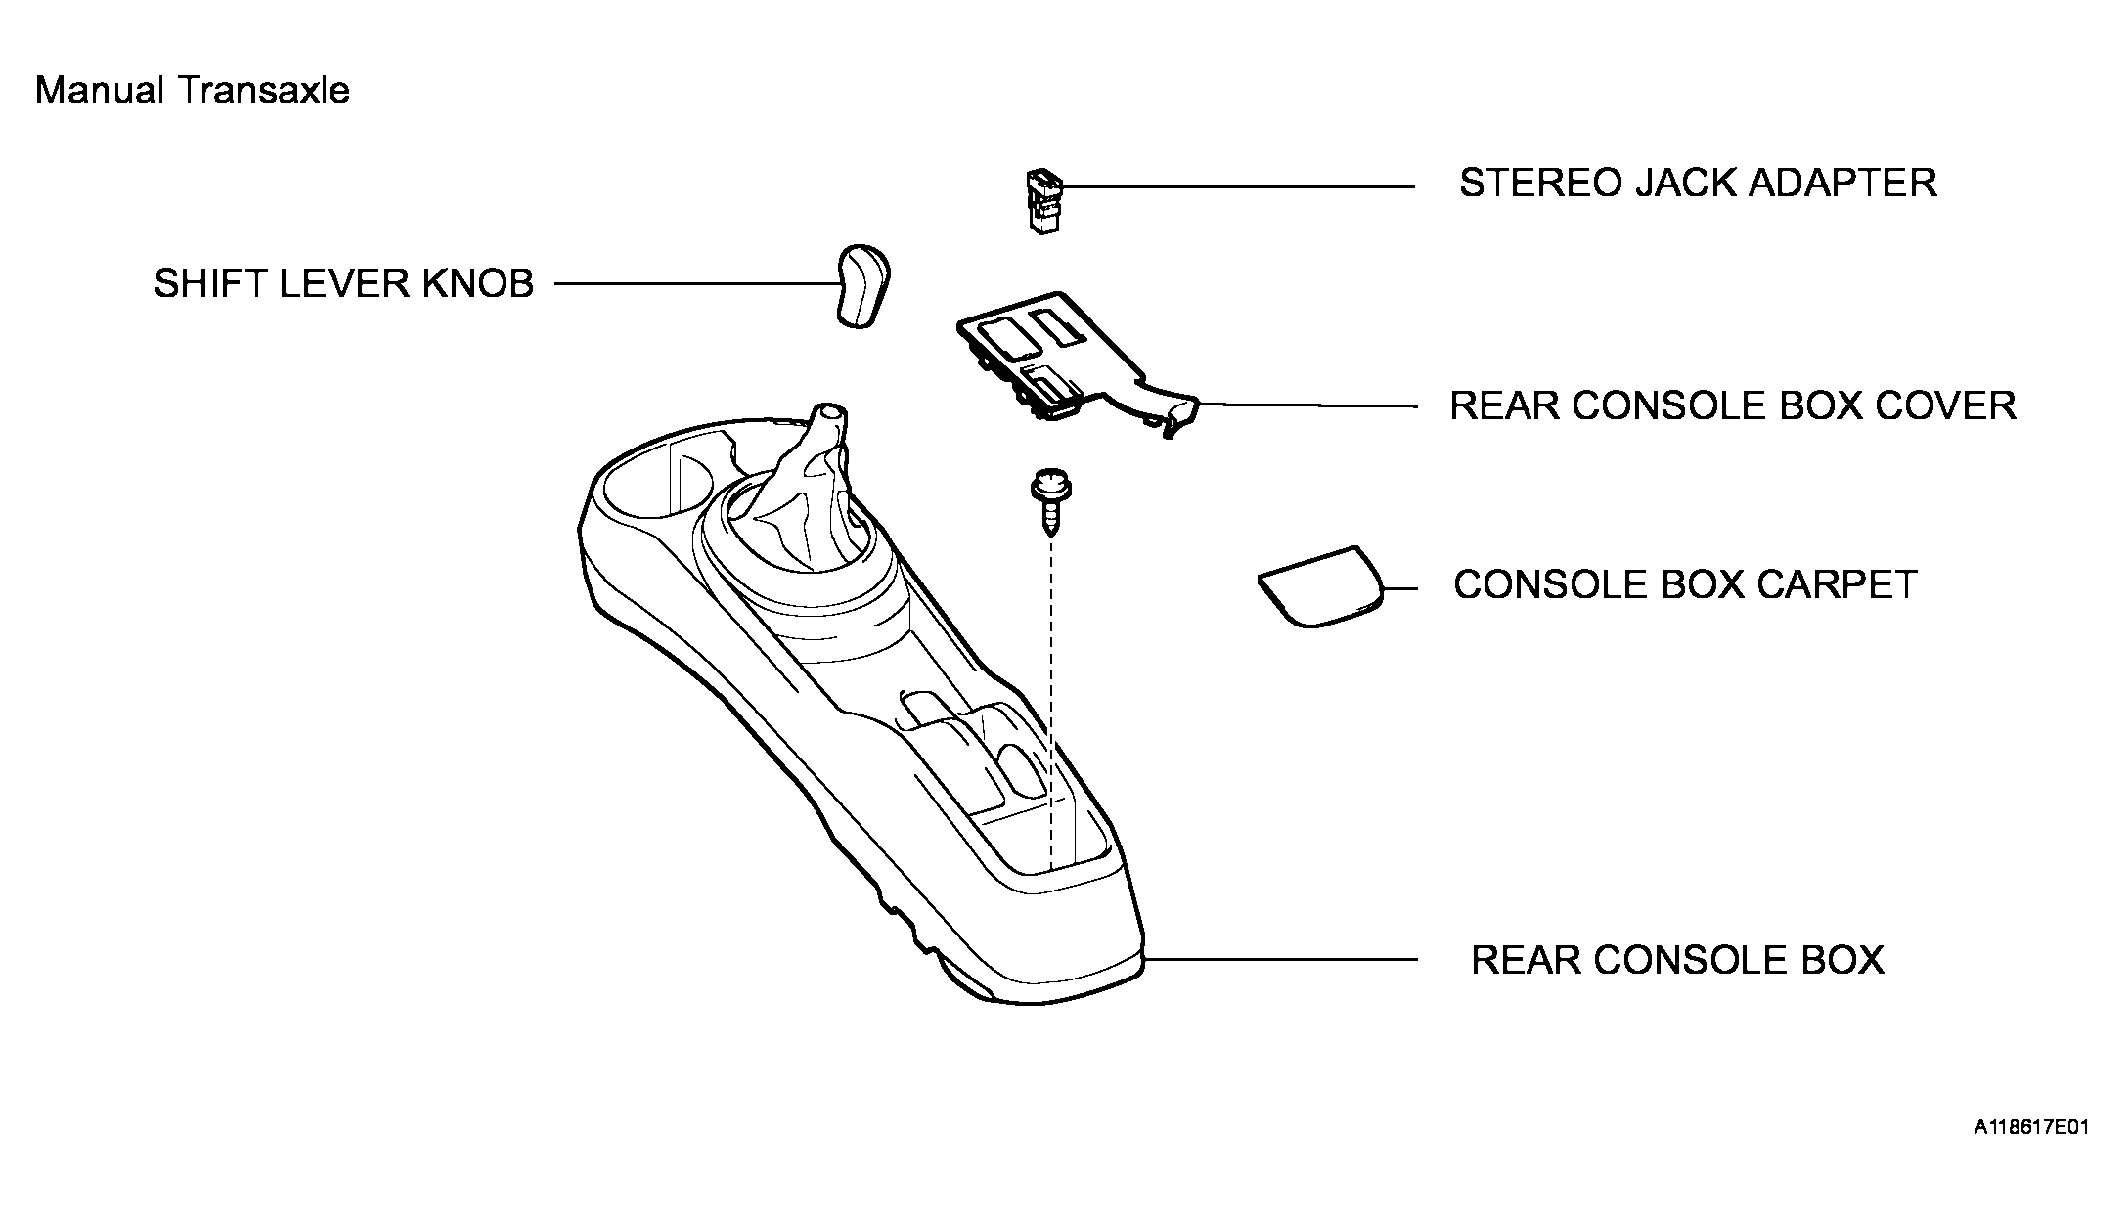 Manual Transaxle
STEREO JACK ADAPTER
SHIFT LEVER KNOB
REAR CONSOLE BOX COVER
CONSOLE BOX CARPET
REAR CONSOLE BOX
A118617E01